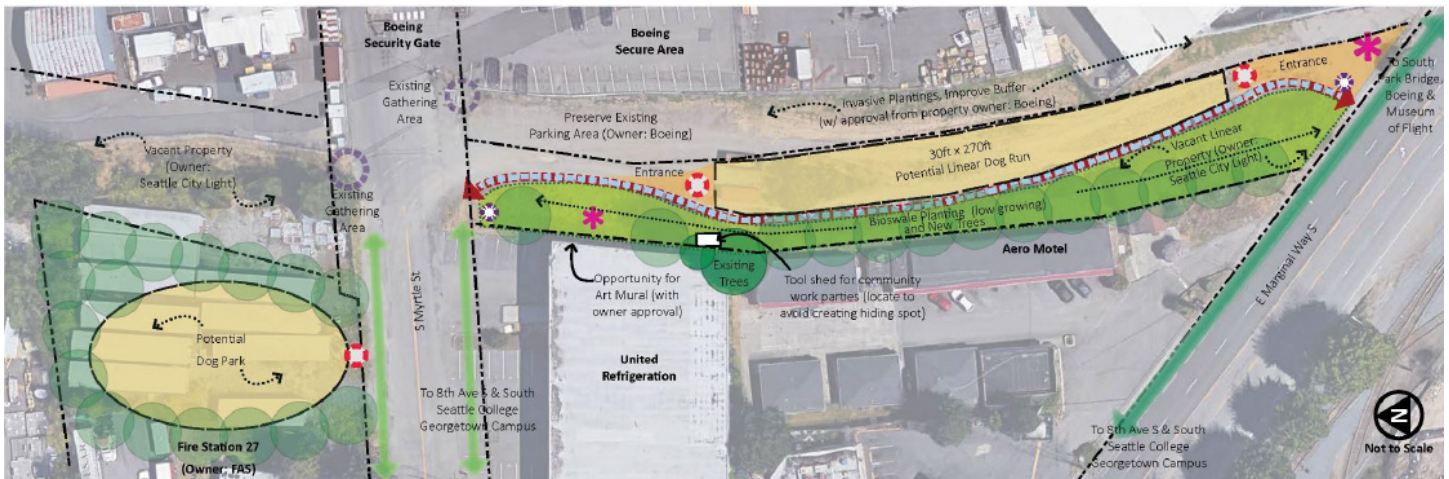 Boeing
Security Gate
Boeing
Secure Area
Existing
Gathering
Area
Preserve Existing
Parking Area (Owner: Boeing)
Invasive Plantings, Improve Buffer
(w/ approval from property owner: Boeing)
Entrance
To South
Park Bridge,
Boeing &
Museum
of Flight
Vacant Property
(Owner:
Seattle City Light)
Existing
Gathering
Area
Entrance
30ft x 270ft
Potential Linear Dog Run
Vacant Linear
Property (Owner:
Seattle City Light)
Bioswale Planting (low growing)
and New Trees
Opportunity for
Art Mural (with
owner approval)
Exsiting
Trees
Tool shed for community
work parties (locate to
avoid creating hiding spot)
Aero Motel
S Myrtle St
E Marginal Way S
Potential
Dog Park
United
Refrigeration
To 8th Ave S & South
Seattle College
Georgetown Campus
Fire Station 27
(Owner: FAS)
To 8th Ave S & South
Seattle College
Georgetown Campus
N
Not to Scale